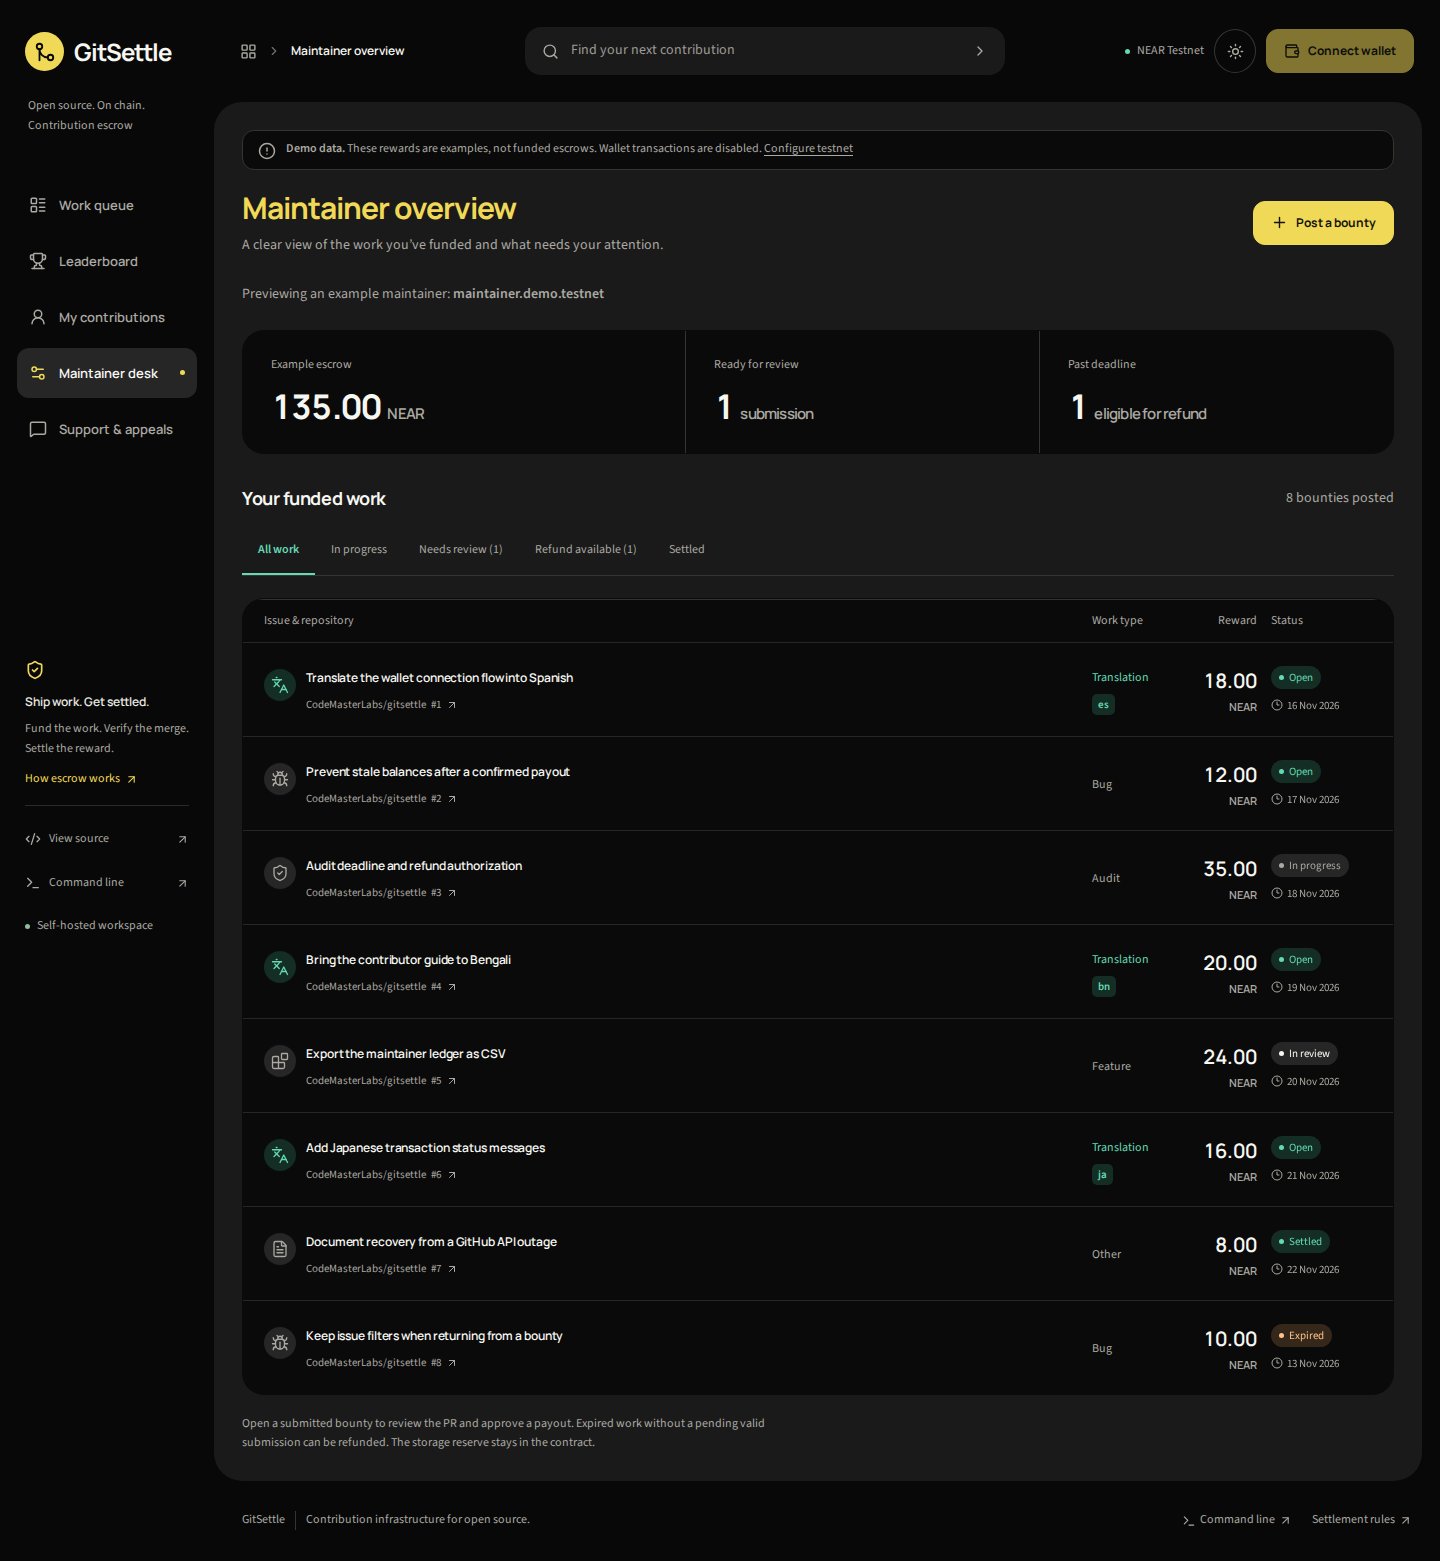 GitSettle
Maintainer overview
Find your next contribution
NEAR Testnet
Connect wallet
Open source. On chain.
Contribution escrow
Work queue
Leaderboard
My contributions
Maintainer desk
Support & appeals
Ship work. Get settled.
Fund the work. Verify the merge.
Settle the reward.
How escrow works
View source
Command line
Self-hosted workspace
Demo data. These rewards are examples, not funded escrows. Wallet transactions are disabled. Configure testnet
Maintainer overview
A clear view of the work you've funded and what needs your attention.
Post a bounty
Previewing an example maintainer: maintainer.demo.testnet
Example escrow
135.00 NEAR
Ready for review
1 submission
Past deadline
1 eligible for refund
Your funded work
8 bounties posted
All work
In progress
Needs review (1)
Refund available (1)
Settled
Issue & repository
Work type
Reward
Status
Translate the wallet connection flow into Spanish
CodeMasterLabs/gitsettle #1
Translation
es
18.00
NEAR
Open
16 Nov 2026
Prevent stale balances after a confirmed payout
CodeMasterLabs/gitsettle #2
Bug
12.00
NEAR
Open
17 Nov 2026
Audit deadline and refund authorization
CodeMasterLabs/gitsettle #3
Audit
35.00
NEAR
In progress
18 Nov 2026
Bring the contributor guide to Bengali
CodeMasterLabs/gitsettle #4
Translation
bn
20.00
NEAR
Open
19 Nov 2026
Export the maintainer ledger as CSV
CodeMasterLabs/gitsettle #5
Feature
24.00
NEAR
In review
20 Nov 2026
Add Japanese transaction status messages
CodeMasterLabs/gitsettle #6
Translation
ja
16.00
NEAR
Open
21 Nov 2026
Document recovery from a GitHub API outage
CodeMasterLabs/gitsettle #7
Other
8.00
NEAR
Settled
22 Nov 2026
Keep issue filters when returning from a bounty
CodeMasterLabs/gitsettle #8
Bug
10.00
NEAR
Expired
13 Nov 2026
Open a submitted bounty to review the PR and approve a payout. Expired work without a pending valid
submission can be refunded. The storage reserve stays in the contract.
GitSettle
Contribution infrastructure for open source.
Command line
Settlement rules